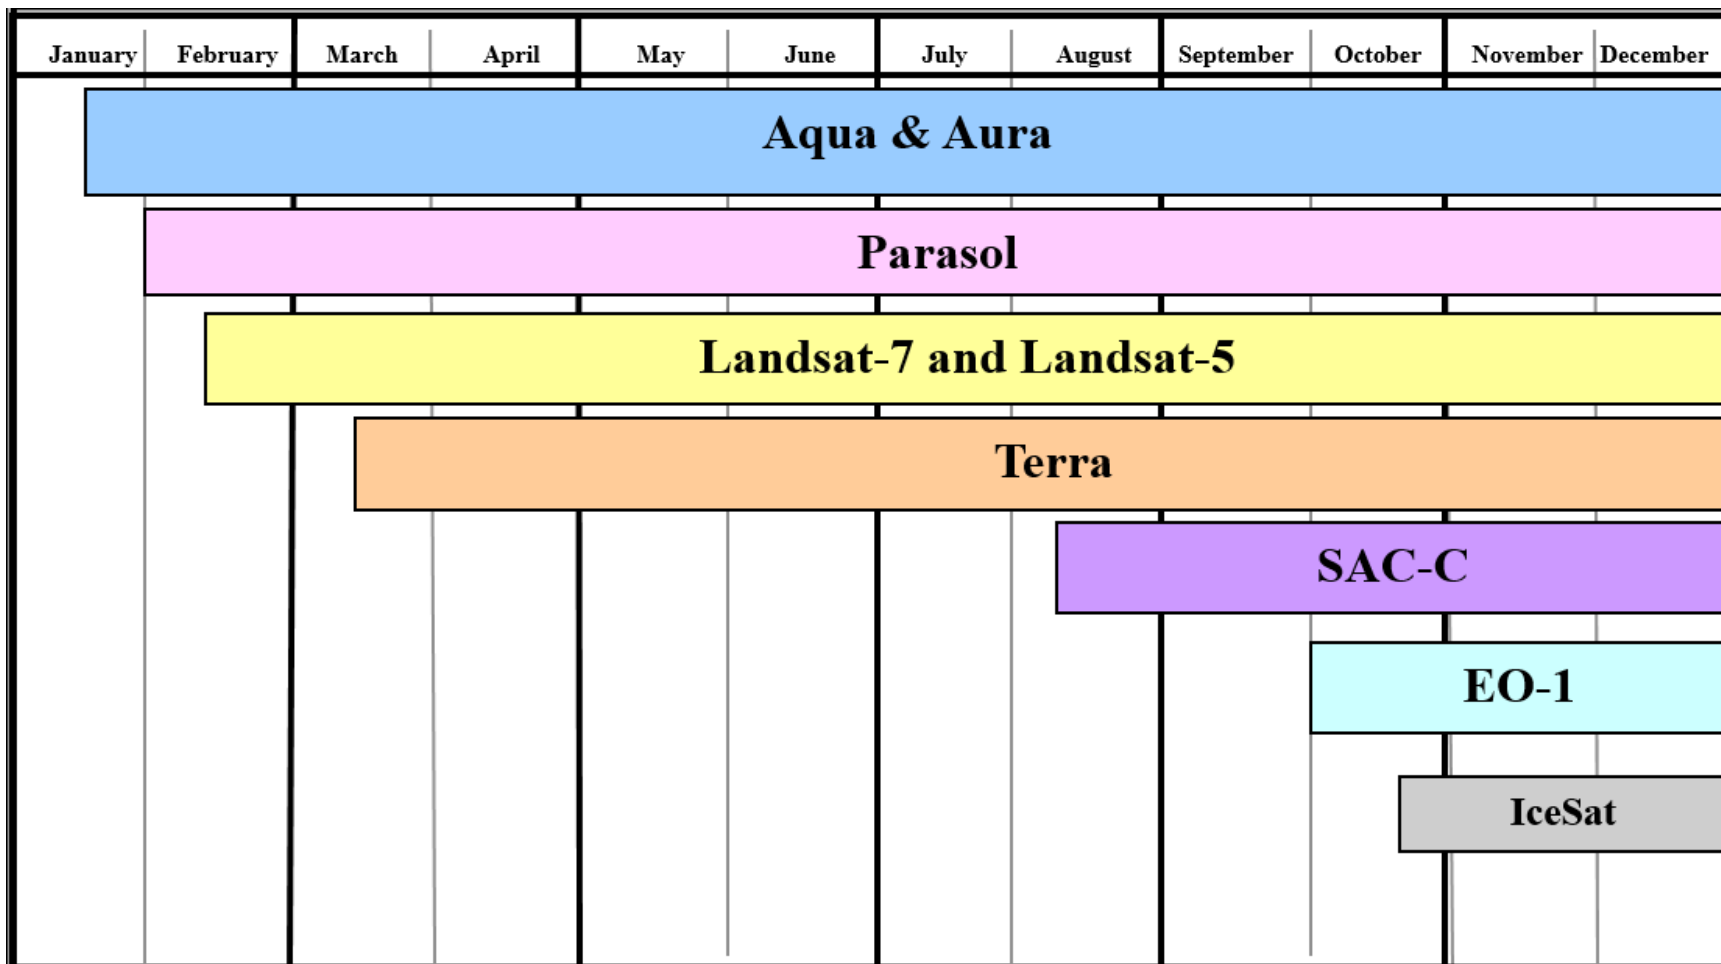 January February March April May June July August September October November December
Aqua & Aura
Parasol
Landsat-7 and Landsat-5
Terra
SAC-C
EO-1
IceSat